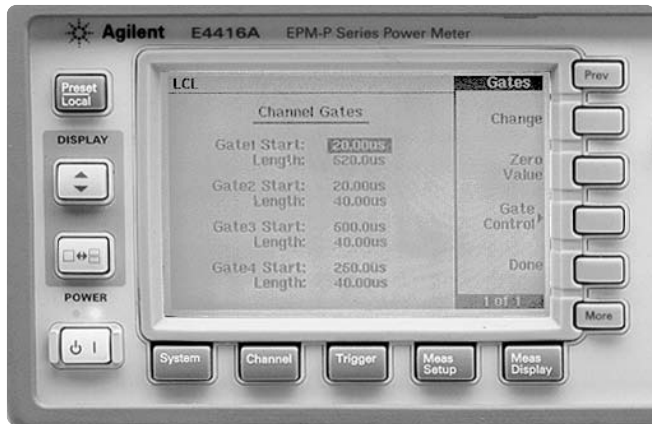 Agilent E4416A EPM-P Series Power Meter
Preset
Local
DISPLAY
POWER
LCL
Channel Gates
Gate1 Start: 20.00us
Length: 520.0us
Gate2 Start: 20.00us
Length: 40.00us
Gate3 Start: 500.0us
Length: 40.00us
Gate4 Start: 260.0us
Length: 40.00us
Gates
Change
Zero
Value
Gate
Control
Done
1 of 1
Prev
More
System
Channel
Trigger
Meas
Setup
Meas
Display